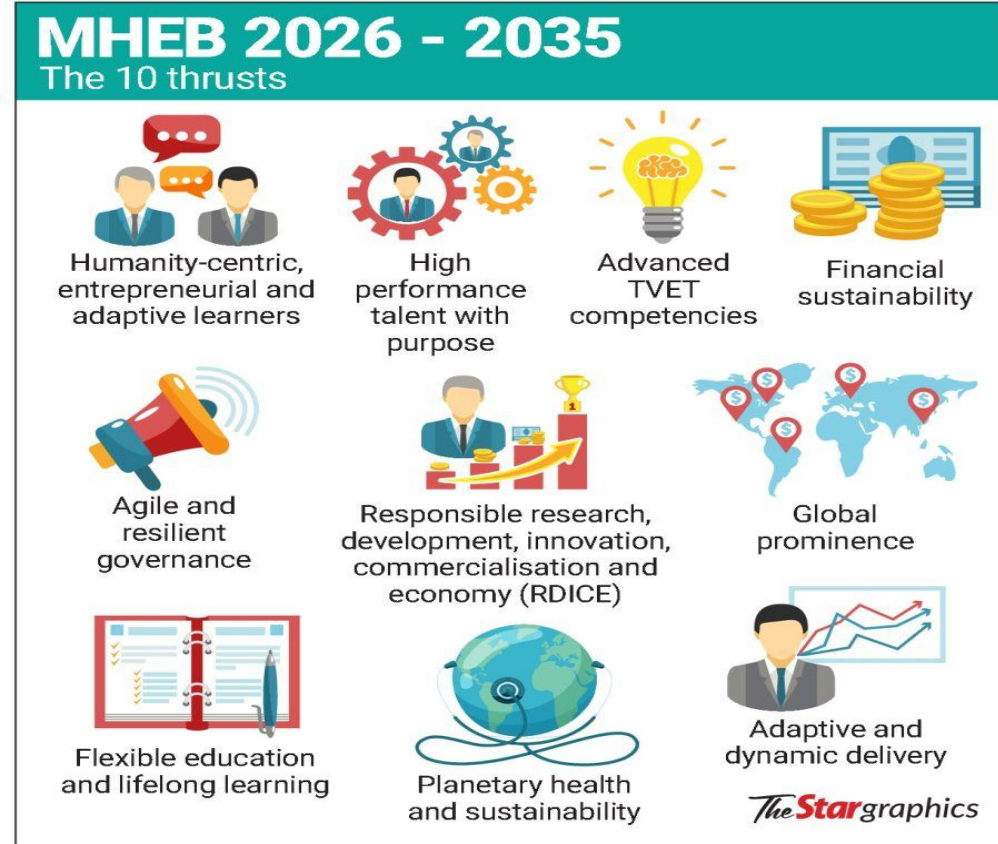 MHEB 2026 - 2035
The 10 thrusts
Humanity-centric,
entrepreneurial and
adaptive learners
High
performance
talent with
purpose
Advanced
TVET
competencies
Financial
sustainability
Agile and
resilient
governance
1
Responsible research,
development, innovation,
commercialisation and
economy (RDICE)
$
$
$
$
$
Global
prominence
Flexible education
and lifelong learning
Planetary health
and sustainability
Adaptive and
dynamic delivery
TheStargraphics